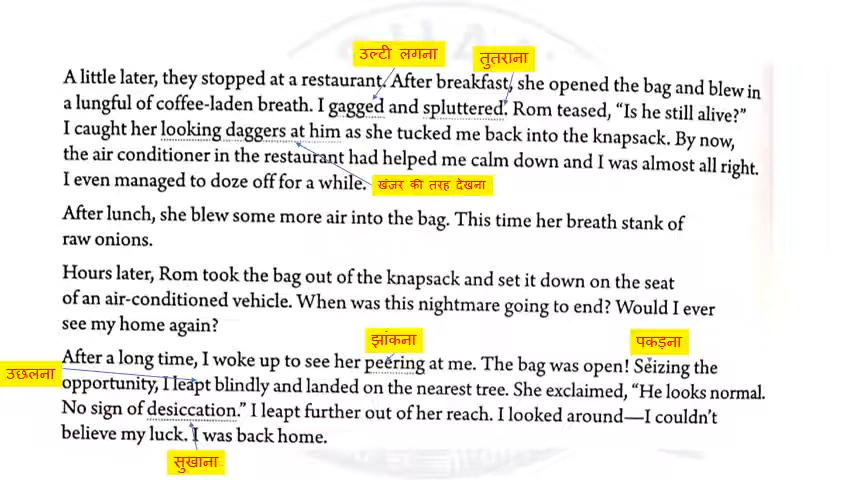 उल्टी लगना
तुतराना
A little later, they stopped at a restaurant. After breakfast, she opened the bag and blew in
a lungful of coffee-laden breath. I gagged and spluttered. Rom teased, “Is he still alive?”
I caught her looking daggers at him as she tucked me back into the knapsack. By now,
the air conditioner in the restaurant had helped me calm down and I was almost all right.
I even managed to doze off for a while.
खंजर की तरह देखना
After lunch, she blew some more air into the bag. This time her breath stank of
raw onions.
Hours later, Rom took the bag out of the knapsack and set it down on the seat
of an air-conditioned vehicle. When was this nightmare going to end? Would I ever
see my home again?
झांकना
पकड़ना
After a long time, I woke up to see her peering at me. The bag was open! Seizing the
उछलना
opportunity, I leapt blindly and landed on the nearest tree. She exclaimed, “He looks normal.
No sign of desiccation.” I leapt further out of her reach. I looked around—I couldn’t
believe my luck. I was back home.
सुखाना